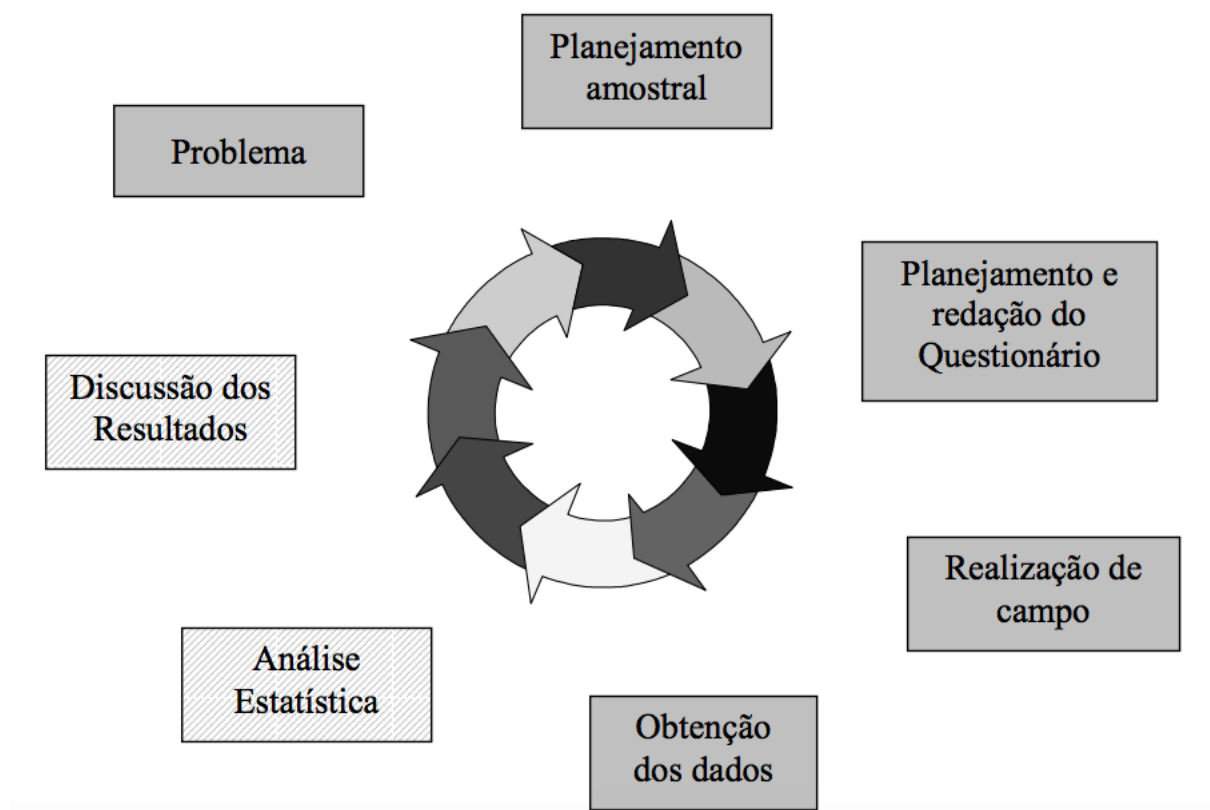 Planejamento
amostral
Problema
Planejamento e
redação do
Questionário
Discussão dos
Resultados
Realização de
campo
Análise
Estatística
Obtenção
dos dados